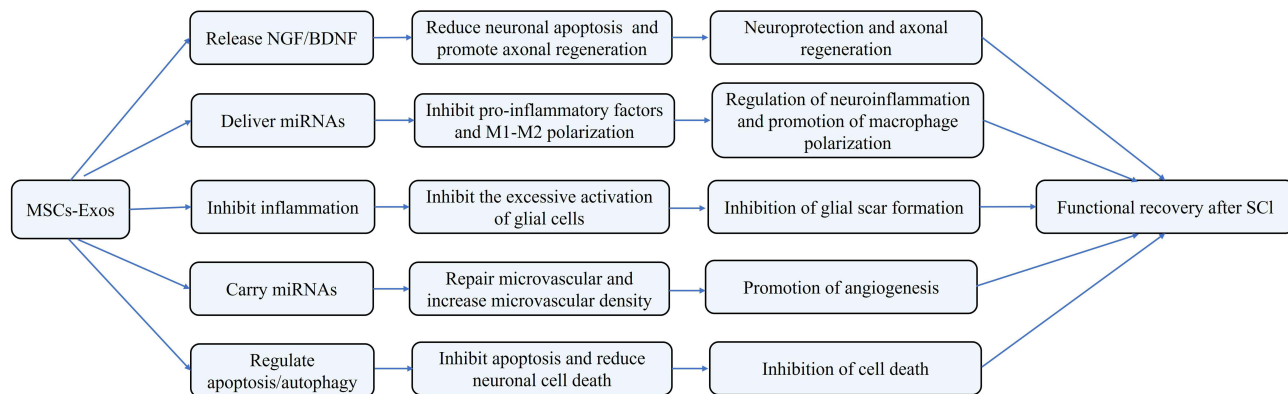 MSCs-Exos
Release NGF/BDNF
Reduce neuronal apoptosis and
promote axonal regeneration
Neuroprotection and axonal
regeneration
Deliver miRNAs
Inhibit pro-inflammatory factors
and M1-M2 polarization
Regulation of neuroinflammation
and promotion of macrophage
polarization
Inhibit inflammation
Inhibit the excessive activation
of glial cells
Inhibition of glial scar formation
Carry miRNAs
Repair microvascular and
increase microvascular density
Promotion of angiogenesis
Regulate
apoptosis/autophagy
Inhibit apoptosis and reduce
neuronal cell death
Inhibition of cell death
Functional recovery after SCl